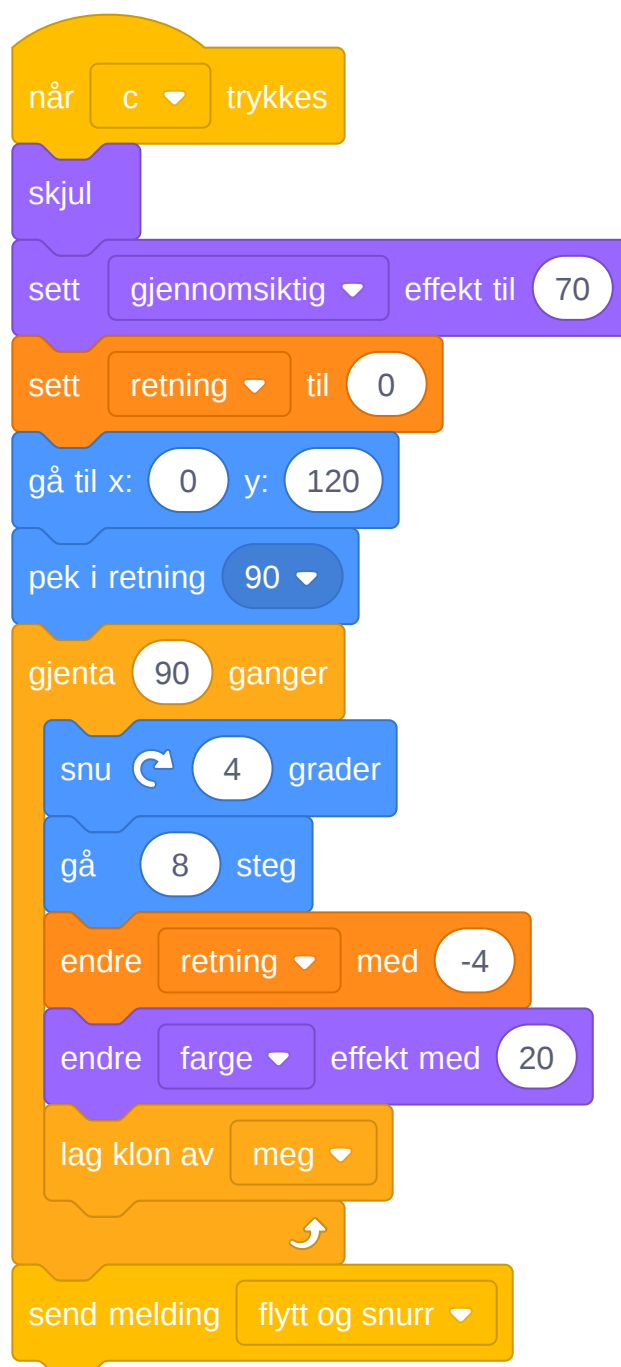 når c trykkes
skjul
sett gjennomsiktig effekt til 70
sett retning til 0
gå til x: 0 y: 120
pek i retning 90
gjenta 90 ganger
snu 4 grader
gå 8 steg
endre retning med -4
endre farge effekt med 20
lag klon av meg
send melding flytt og snurr